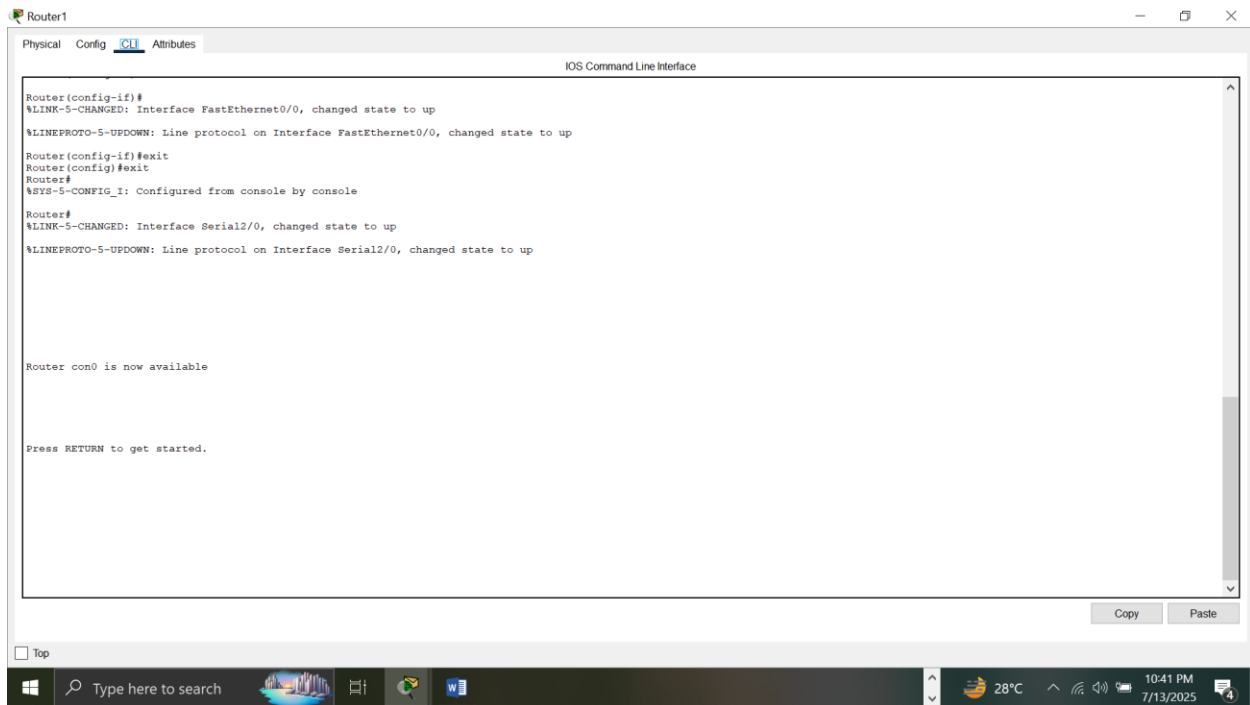 Router1
Physical Config CLI Attributes
IOS Command Line Interface
Router(config-if)#
%LINK-5-CHANGED: Interface FastEthernet0/0, changed state to up
%LINEPROTO-5-UPDOWN: Line protocol on Interface FastEthernet0/0, changed state to up
Router(config-if)#exit
Router(config)#exit
Router#
%SYS-5-CONFIG_I: Configured from console by console
Router#
%LINK-5-CHANGED: Interface Serial2/0, changed state to up
%LINEPROTO-5-UPDOWN: Line protocol on Interface Serial2/0, changed state to up
Router con0 is now available
Press RETURN to get started.
Copy Paste
Top
Type here to search
28°C
10:41 PM
7/13/2025
4